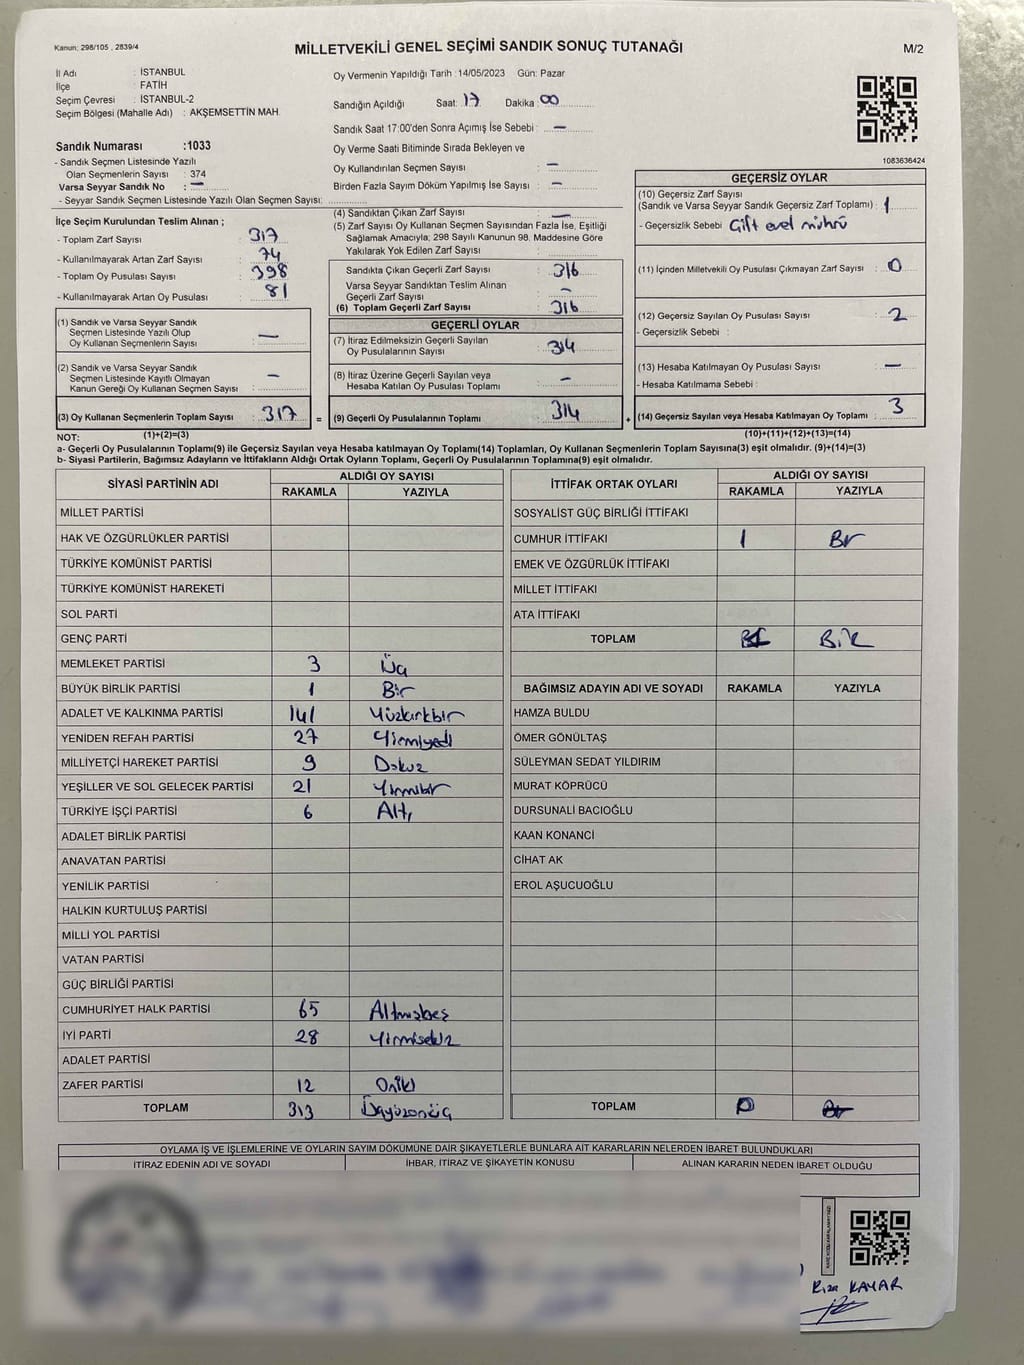 Kanun: 298/105 , 2839/4
MİLLETVEKİLİ GENEL SEÇİMİ SANDIK SONUÇ TUTANAĞI
M/2
İl Adı : İSTANBUL
İlçe : FATİH
Seçim Çevresi : İSTANBUL-2
Seçim Bölgesi (Mahalle Adı) : AKŞEMSETTİN MAH.
Sandık Numarası :1033
- Sandık Seçmen Listesinde Yazılı
Olan Seçmenlerin Sayısı : 374
Varsa Seyyar Sandık No : —
- Seyyar Sandık Seçmen Listesinde Yazılı Olan Seçmen Sayısı:
Oy Vermenin Yapıldığı Tarih :14/05/2023 Gün: Pazar
Sandığın Açıldığı Saat: 17 Dakika : 00
Sandık Saat 17:00'den Sonra Açımış İse Sebebi : —
Oy Verme Saati Bitiminde Sırada Bekleyen ve
Oy Kullandırılan Seçmen Sayısı : —
Birden Fazla Sayım Döküm Yapılmış İse Sayısı : —
1083636424
İlçe Seçim Kurulundan Teslim Alınan ;
- Toplam Zarf Sayısı : 317
- Kullanılmayarak Artan Zarf Sayısı : 74
- Toplam Oy Pusulası Sayısı : 398
- Kullanılmayarak Artan Oy Pusulası : 81
(1) Sandık ve Varsa Seyyar Sandık
Seçmen Listesinde Yazılı Olup
Oy Kullanan Seçmenlerin Sayısı : —
(2) Sandık ve Varsa Seyyar Sandık
Seçmen Listesinde Kayıtlı Olmayan
Kanun Gereği Oy Kullanan Seçmen Sayısı : —
(3) Oy Kullanan Seçmenlerin Toplam Sayısı : 317 =
(1)+(2)=(3)
(4) Sandıktan Çıkan Zarf Sayısı : —
(5) Zarf Sayısı Oy Kullanan Seçmen Sayısından Fazla İse, Eşitliği
Sağlamak Amacıyla; 298 Sayılı Kanunun 98. Maddesine Göre
Yakılarak Yok Edilen Zarf Sayısı :
Sandıkta Çıkan Geçerli Zarf Sayısı : 316
Varsa Seyyar Sandıktan Teslim Alınan
Geçerli Zarf Sayısı : —
(6) Toplam Geçerli Zarf Sayısı : 316
GEÇERLİ OYLAR
(7) İtiraz Edilmeksizin Geçerli Sayılan
Oy Pusulalarının Sayısı : 314
(8) İtiraz Üzerine Geçerli Sayılan veya
Hesaba Katılan Oy Pusulası Toplamı : —
(9) Geçerli Oy Pusulalarının Toplamı : 314 +
GEÇERSİZ OYLAR
(10) Geçersiz Zarf Sayısı
(Sandık ve Varsa Seyyar Sandık Geçersiz Zarf Toplamı) : 1
- Geçersizlik Sebebi : Çift evet mührü
(11) İçinden Milletvekili Oy Pusulası Çıkmayan Zarf Sayısı : 0
(12) Geçersiz Sayılan Oy Pusulası Sayısı : 2
- Geçersizlik Sebebi :
(13) Hesaba Katılmayan Oy Pusulası Sayısı : —
- Hesaba Katılmama Sebebi :
(14) Geçersiz Sayılan veya Hesaba Katılmayan Oy Toplamı : 3
(10)+(11)+(12)+(13)=(14)
NOT:
a- Geçerli Oy Pusulalarının Toplamı(9) ile Geçersiz Sayılan veya Hesaba katılmayan Oy Toplamı(14) Toplamları, Oy Kullanan Seçmenlerin Toplam Sayısına(3) eşit olmalıdır. (9)+(14)=(3)
b- Siyasi Partilerin, Bağımsız Adayların ve İttifakların Aldığı Ortak Oyların Toplamı, Geçerli Oy Pusulalarının Toplamına(9) eşit olmalıdır.
SİYASİ PARTİNİN ADI ALDIĞI OY SAYISI
RAKAMLA YAZIYLA
MİLLET PARTİSİ
HAK VE ÖZGÜRLÜKLER PARTİSİ
TÜRKİYE KOMÜNİST PARTİSİ
TÜRKİYE KOMÜNİST HAREKETİ
SOL PARTİ
GENÇ PARTİ
MEMLEKET PARTİSİ 3 Üç
BÜYÜK BİRLİK PARTİSİ 1 Bir
ADALET VE KALKINMA PARTİSİ 141 Yüzkırkbir
YENİDEN REFAH PARTİSİ 27 Yirmiyedi
MİLLİYETÇİ HAREKET PARTİSİ 9 Dokuz
YEŞİLLER VE SOL GELECEK PARTİSİ 21 Yirmibir
TÜRKİYE İŞÇİ PARTİSİ 6 Altı
ADALET BİRLİK PARTİSİ
ANAVATAN PARTİSİ
YENİLİK PARTİSİ
HALKIN KURTULUŞ PARTİSİ
MİLLİ YOL PARTİSİ
VATAN PARTİSİ
GÜÇ BİRLİĞİ PARTİSİ
CUMHURİYET HALK PARTİSİ 65 Altmışbeş
İYİ PARTİ 28 Yirmisekiz
ADALET PARTİSİ
ZAFER PARTİSİ 12 Oniki
TOPLAM 313 Üçyüzonüç
İTTİFAK ORTAK OYLARI ALDIĞI OY SAYISI
RAKAMLA YAZIYLA
SOSYALİST GÜÇ BİRLİĞİ İTTİFAKI
CUMHUR İTTİFAKI 1 Bir
EMEK VE ÖZGÜRLÜK İTTİFAKI
MİLLET İTTİFAKI
ATA İTTİFAKI
TOPLAM Bir
BAĞIMSIZ ADAYIN ADI VE SOYADI RAKAMLA YAZIYLA
HAMZA BULDU
ÖMER GÖNÜLTAŞ
SÜLEYMAN SEDAT YILDIRIM
MURAT KÖPRÜCÜ
DURSUNALİ BACIOĞLU
KAAN KONANCİ
CİHAT AK
EROL AŞUCUOĞLU
TOPLAM 0
OYLAMA İŞ VE İŞLEMLERİNE VE OYLARIN SAYIM DÖKÜMÜNE DAİR ŞİKAYETLERLE BUNLARA AİT KARARLARIN NELERDEN İBARET BULUNDUKLARI
İTİRAZ EDENİN ADI VE SOYADI İHBAR, İTİRAZ VE ŞİKAYETİN KONUSU ALINAN KARARIN NEDEN İBARET OLDUĞU
Rıza KAYAR